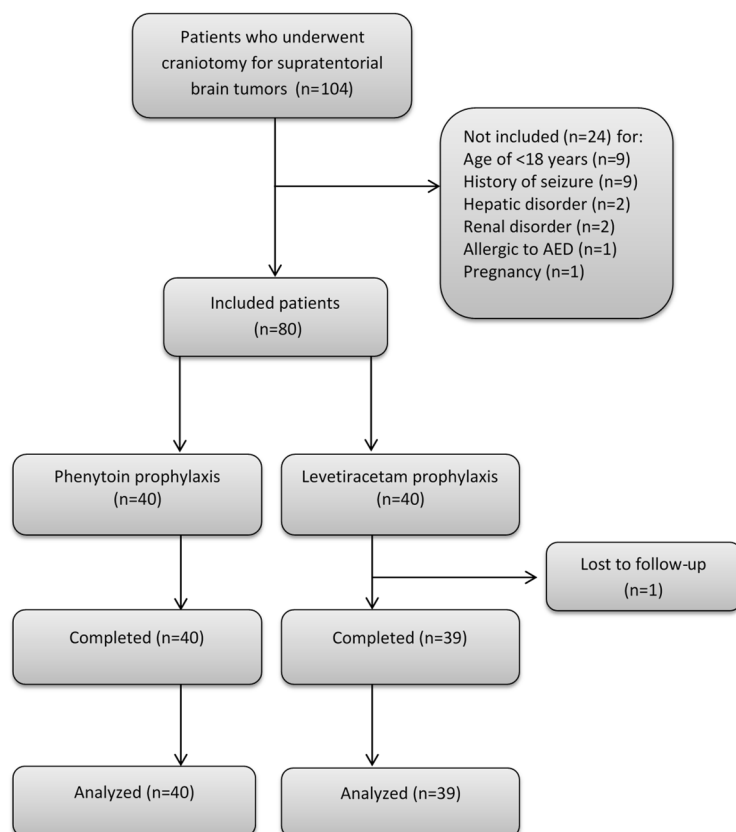 Patients who underwent
craniotomy for supratentorial
brain tumors (n=104)
Not included (n=24) for:
Age of <18 years (n=9)
History of seizure (n=9)
Hepatic disorder (n=2)
Renal disorder (n=2)
Allergic to AED (n=1)
Pregnancy (n=1)
Included patients
(n=80)
Phenytoin prophylaxis
(n=40)
Levetiracetam prophylaxis
(n=40)
Lost to follow-up
(n=1)
Completed (n=40)
Completed (n=39)
Analyzed (n=40)
Analyzed (n=39)